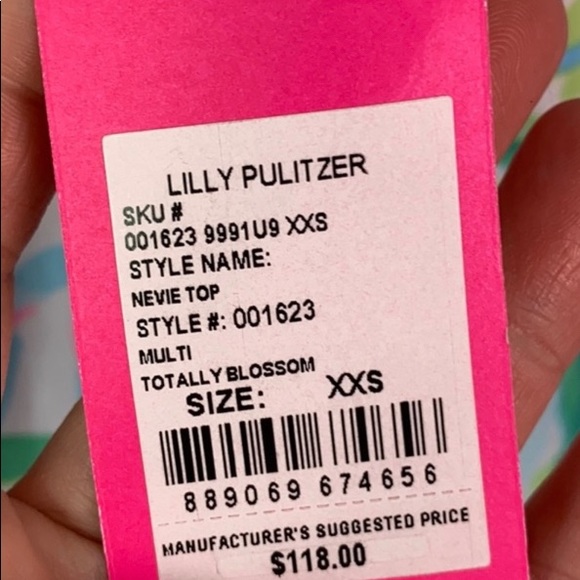 LILLY PULITZER
SKU #
001623 9991U9 XXS
STYLE NAME:
NEVIE TOP
STYLE #: 001623
MULTI
TOTALLY BLOSSOM
SIZE: XXS
889069 674656
MANUFACTURER'S SUGGESTED PRICE
$118.00